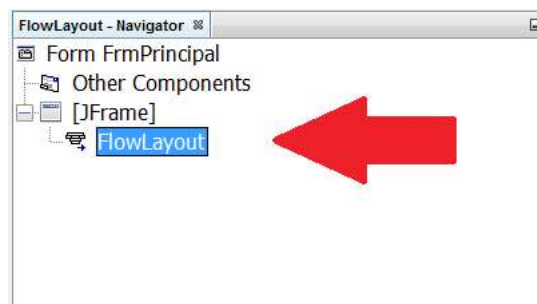 FlowLayout - Navigator
Form FrmPrincipal
Other Components
[JFrame]
FlowLayout